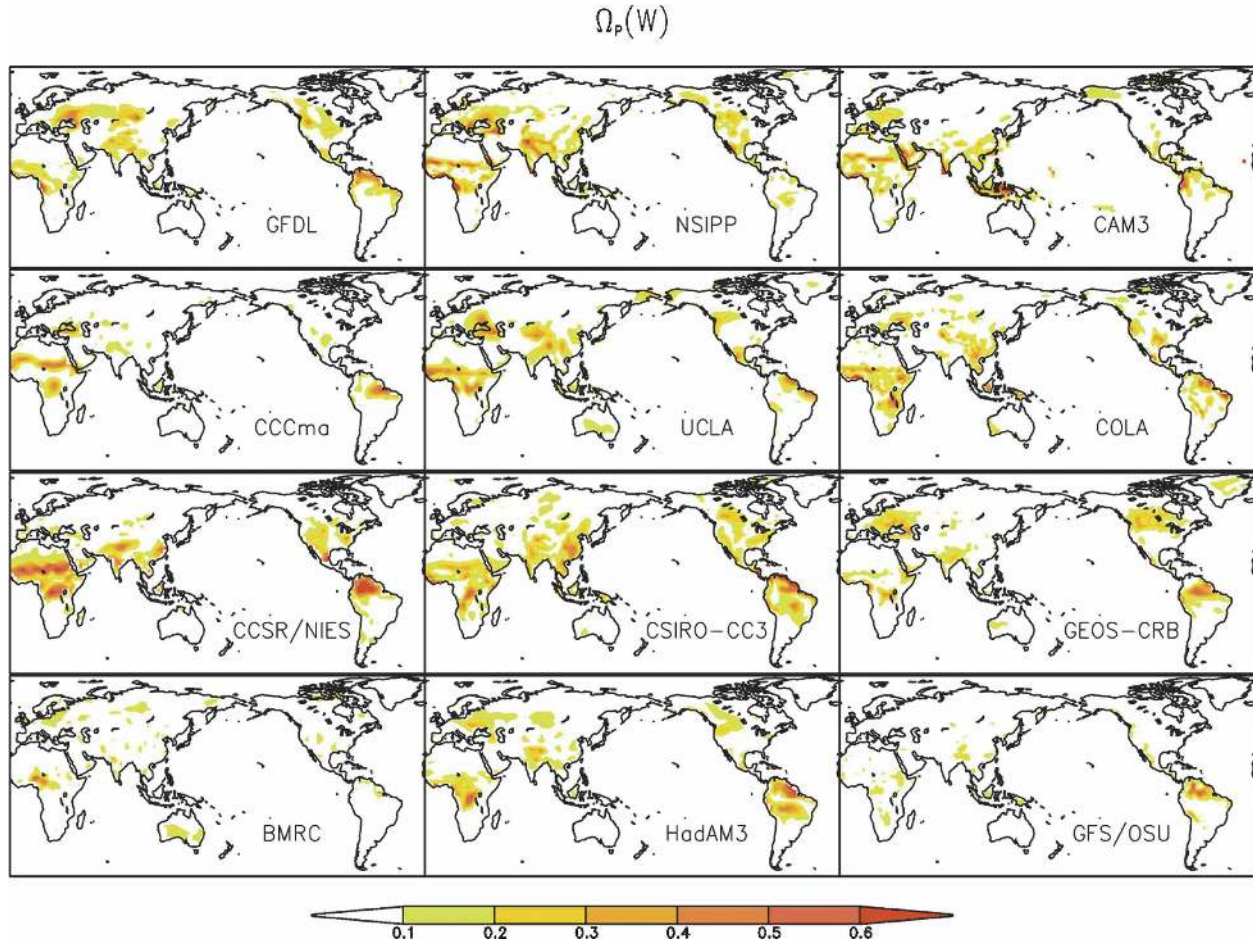 Ωₚ(W)
GFDL NSIPP CAM3
CCCma UCLA COLA
CCSR/NIES CSIRO-CC3 GEOS-CRB
BMRC HadAM3 GFS/OSU
0.1 0.2 0.3 0.4 0.5 0.6